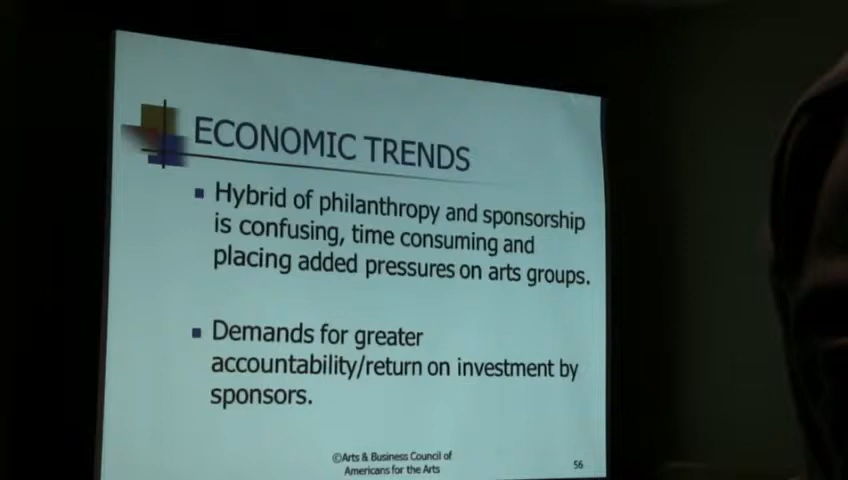 ECONOMIC TRENDS
Hybrid of philanthropy and sponsorship
is confusing, time consuming and
placing added pressures on arts groups.
Demands for greater
accountability/return on investment by
sponsors.
©Arts & Business Council of
Americans for the Arts
56